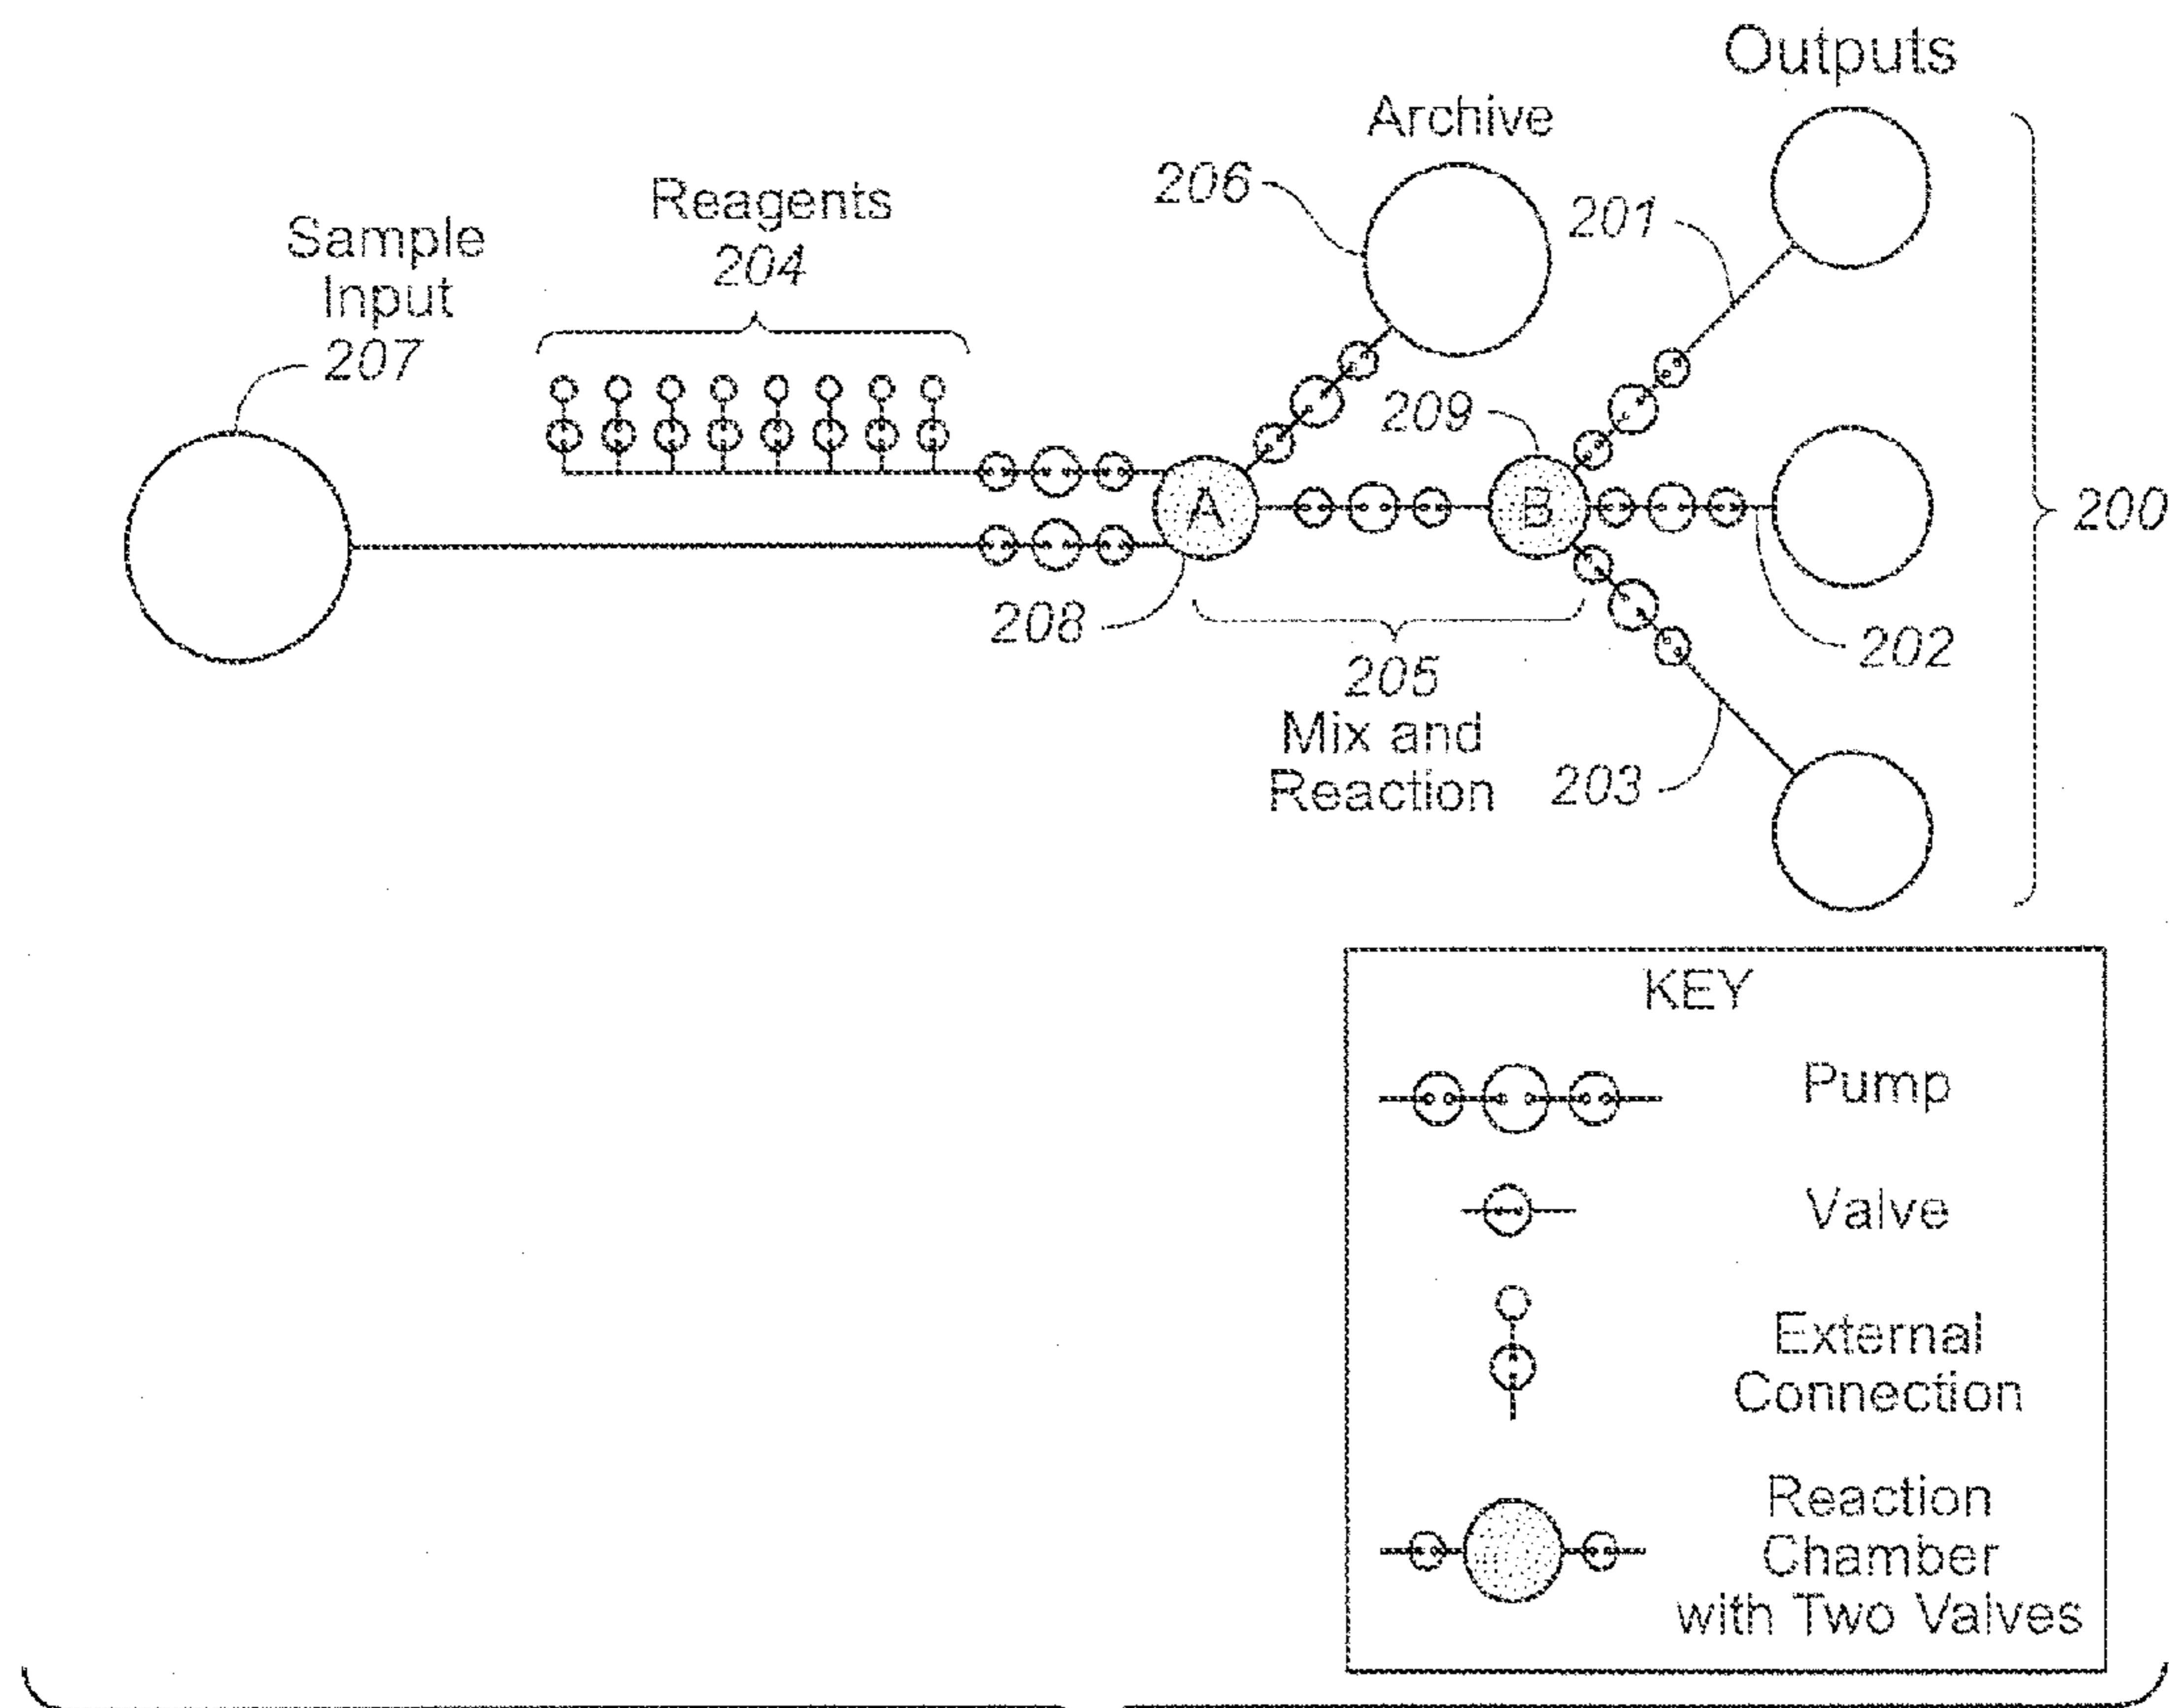 Outputs
Archive
206
201
Reagents
204
Sample
Input
207
209
A
B
200
208
202
205
Mix and
Reaction
203
KEY
Pump
Valve
External
Connection
Reaction
Chamber
with Two Valves